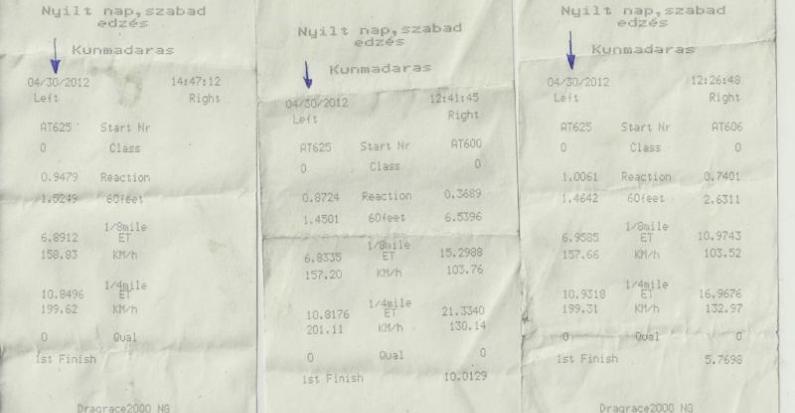 Nyilt nap,szabad
edzés
Kunmadaras
04/30/2012 14:47:12
Left Right
AT625 Start Nr
0 Class
0.9479 Reaction
1.5249 60feet
1/8mile
6.8912 ET
158.83 KM/h
1/4mile
10.8496 ET
199.62 KM/h
0 Qual
1st Finish
Dragrace2000 NG
Nyilt nap,szabad
edzés
Kunmadaras
04/30/2012 12:41:45
Left Right
AT625 Start Nr AT600
0 Class 0
0.8724 Reaction 0.3689
1.4501 60feet 6.5396
1/8mile
6.8335 ET 15.2988
157.20 KM/h 103.76
1/4mile
10.8176 ET 21.3340
201.11 KM/h 130.14
0 Qual 0
1st Finish 10.0129
Nyilt nap,szabad
edzés
Kunmadaras
04/30/2012 12:26:48
Left Right
AT625 Start Nr AT606
0 Class 0
1.0061 Reaction 0.7401
1.4642 60feet 2.6311
1/8mile
6.9585 ET 10.9743
157.66 KM/h 103.52
1/4mile
10.9318 ET 16.9676
199.31 KM/h 132.97
0 Qual 0
1st Finish 5.7698
Dragrace2000 NG